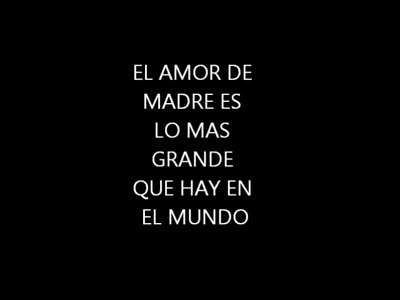 EL AMOR DE
MADRE ES
LO MAS
GRANDE
QUE HAY EN
EL MUNDO